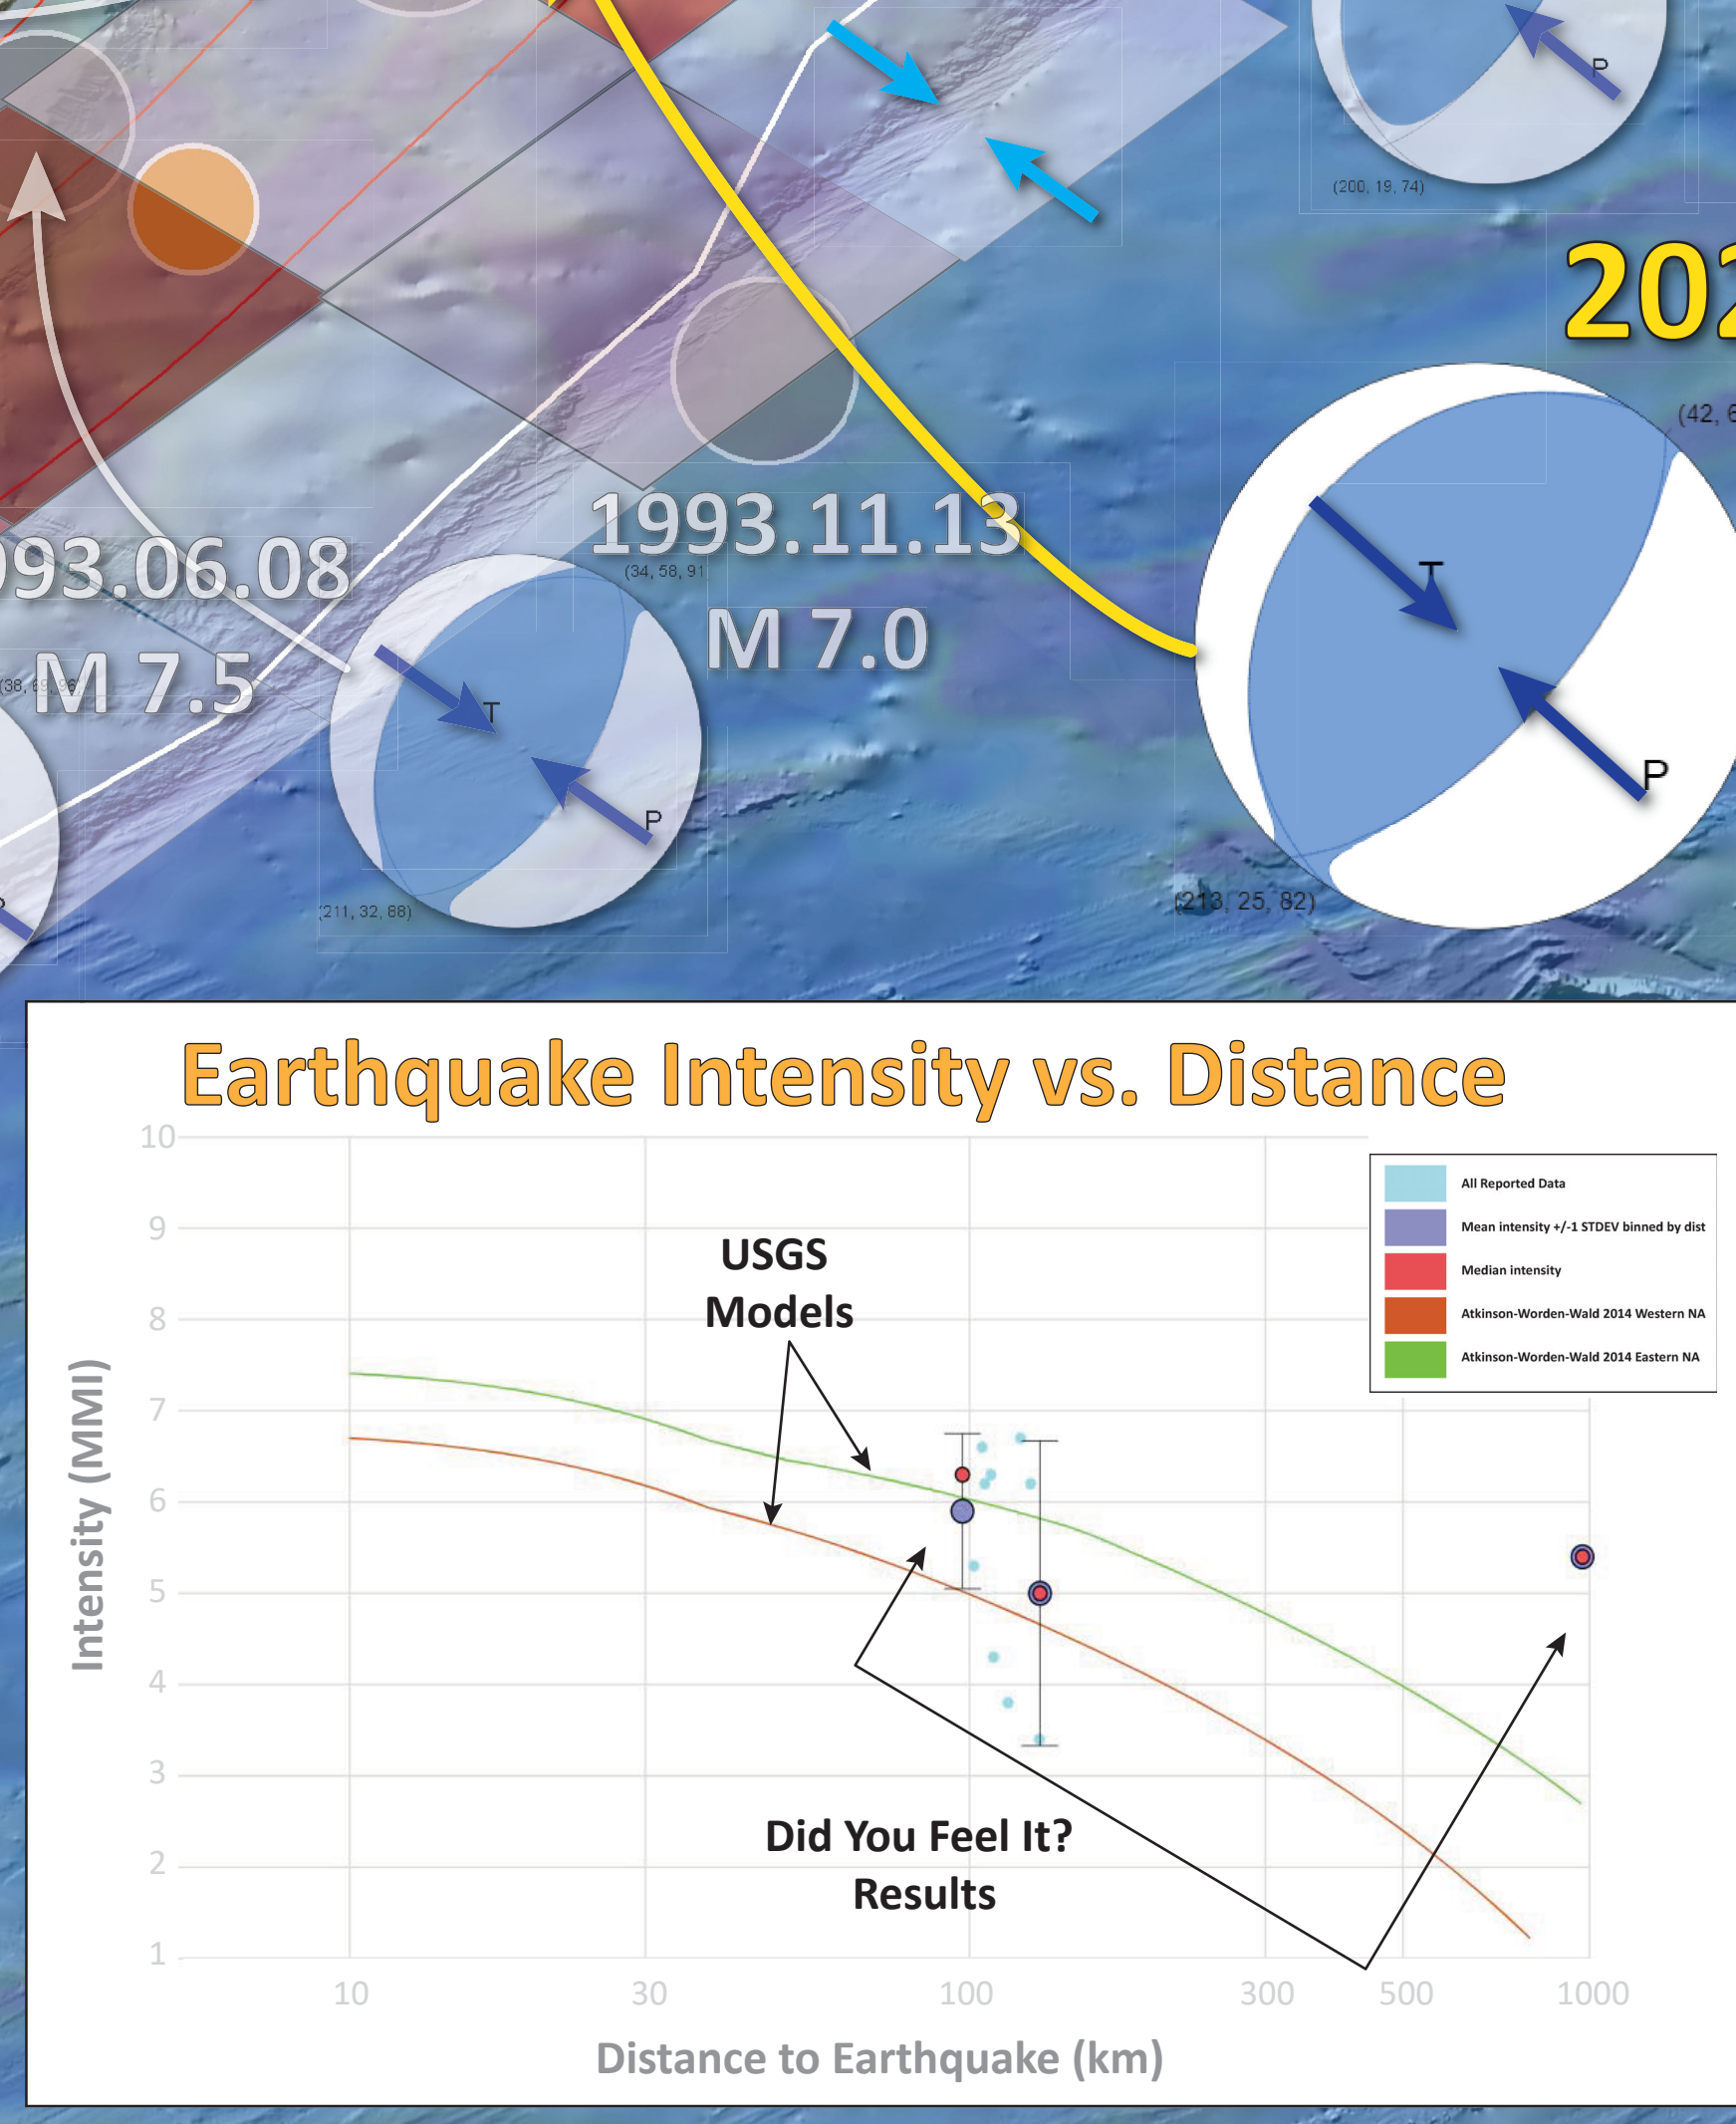 P
(200, 19, 74)
202
(42, 6
1993.11.13
(34, 58, 91
M 7.0
993.06.08
M 7.5
(38, 69, 96)
T
P
(211, 32, 88)
T
P
(213, 25, 82)
Earthquake Intensity vs. Distance
10
9
8
7
6
5
4
3
2
1
Intensity (MMI)
USGS
Models
All Reported Data
Mean intensity +/-1 STDEV binned by dist
Median intensity
Atkinson-Worden-Wald 2014 Western NA
Atkinson-Worden-Wald 2014 Eastern NA
Did You Feel It?
Results
10 30 100 300 500 1000
Distance to Earthquake (km)